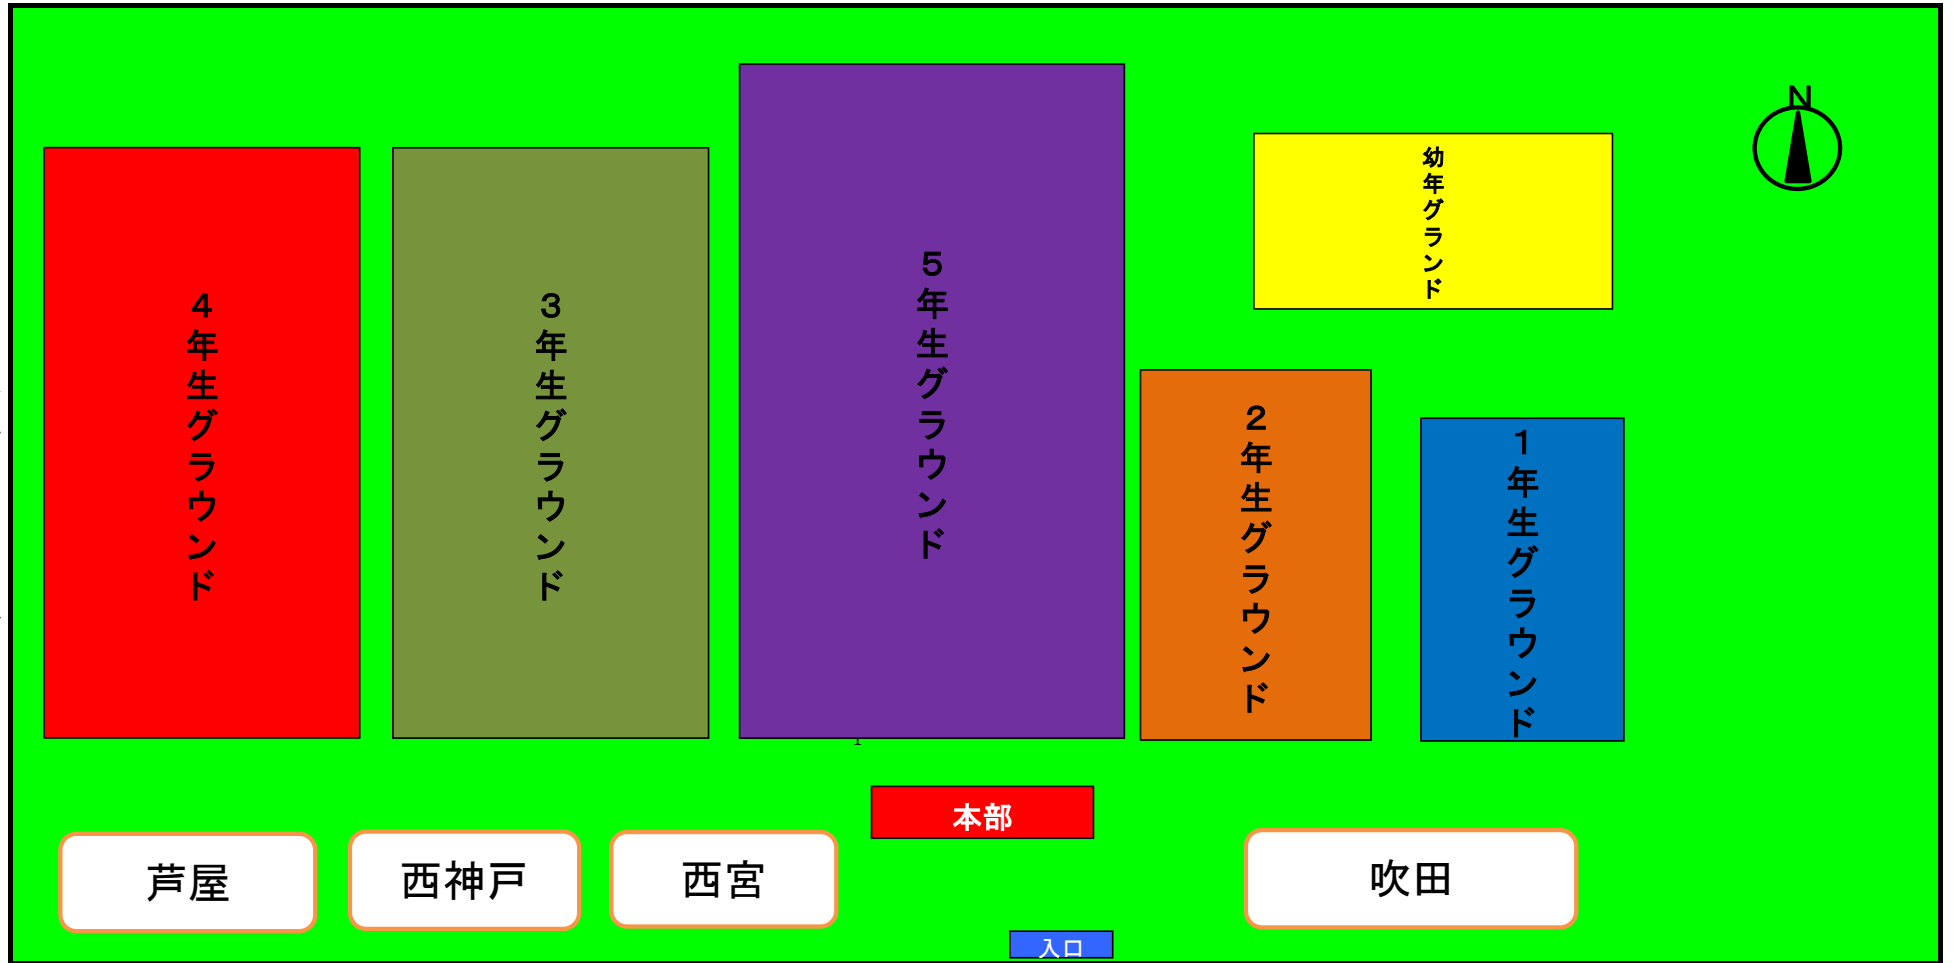 N
4年生グラウンド
3年生グラウンド
5年生グラウンド
幼年グランド
2年生グラウンド
1年生グラウンド
本部
芦屋
西神戸
西宮
吹田
入口